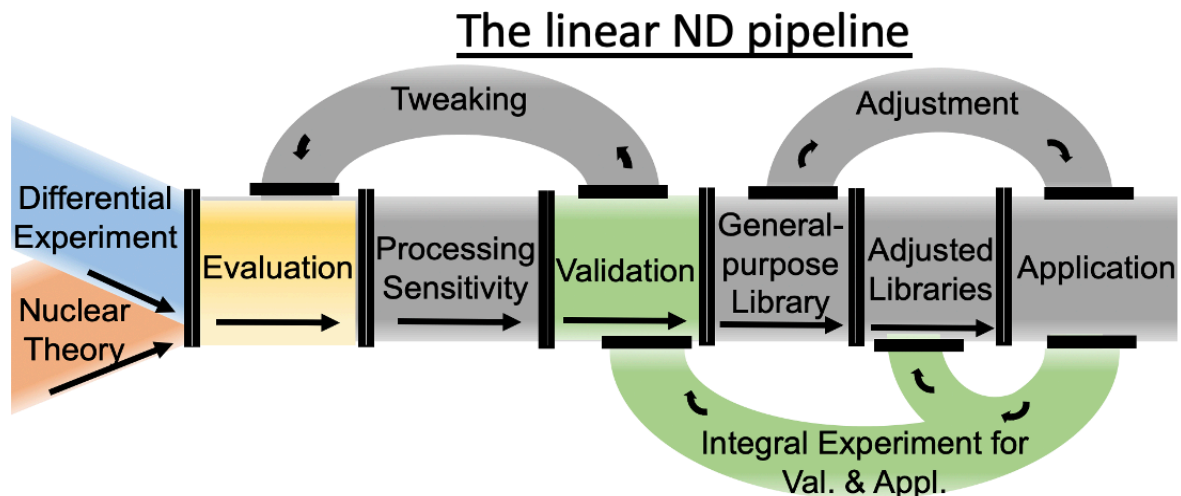 The linear ND pipeline
Tweaking
Adjustment
Differential
Experiment
Nuclear
Theory
Evaluation
Processing
Sensitivity
Validation
General-
purpose
Library
Adjusted
Libraries
Application
Integral Experiment for
Val. & Appl.